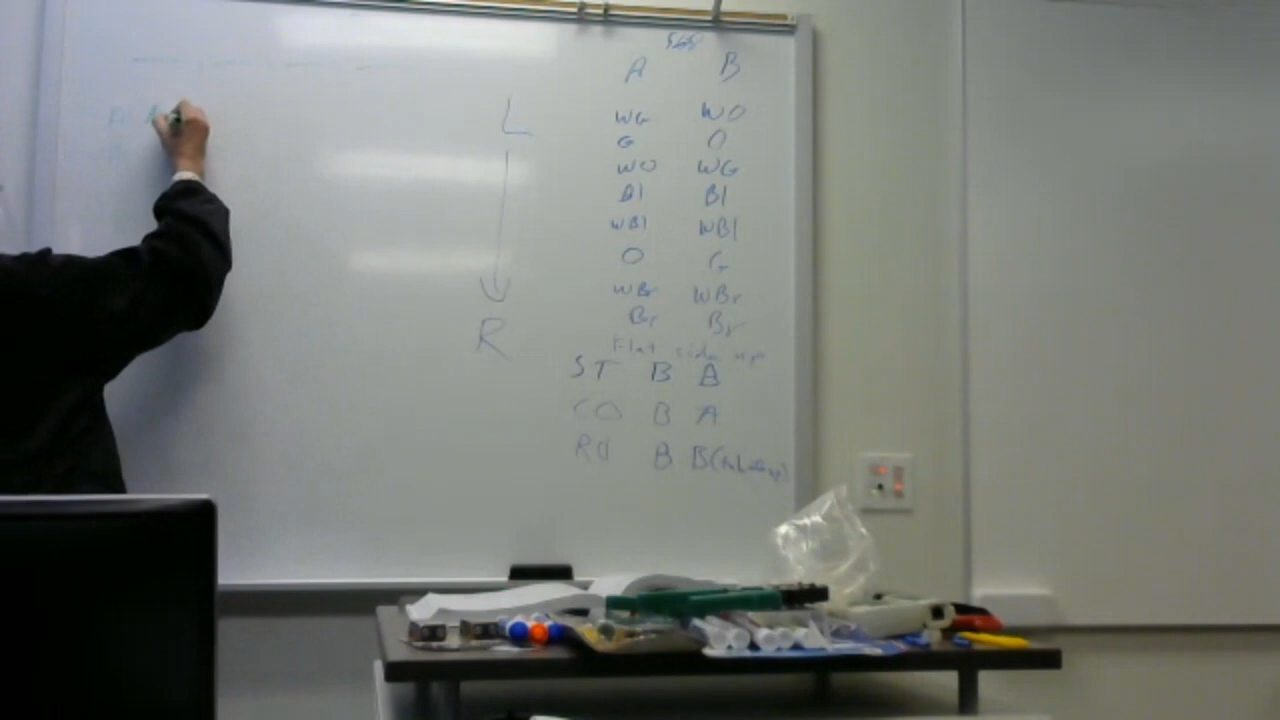 568
A B
L WG WO
G O
WO WG
Bl Bl
WBl WBl
O G
WBr WBr
R Br Br
Flat side up
ST B A
CO B A
RO B B